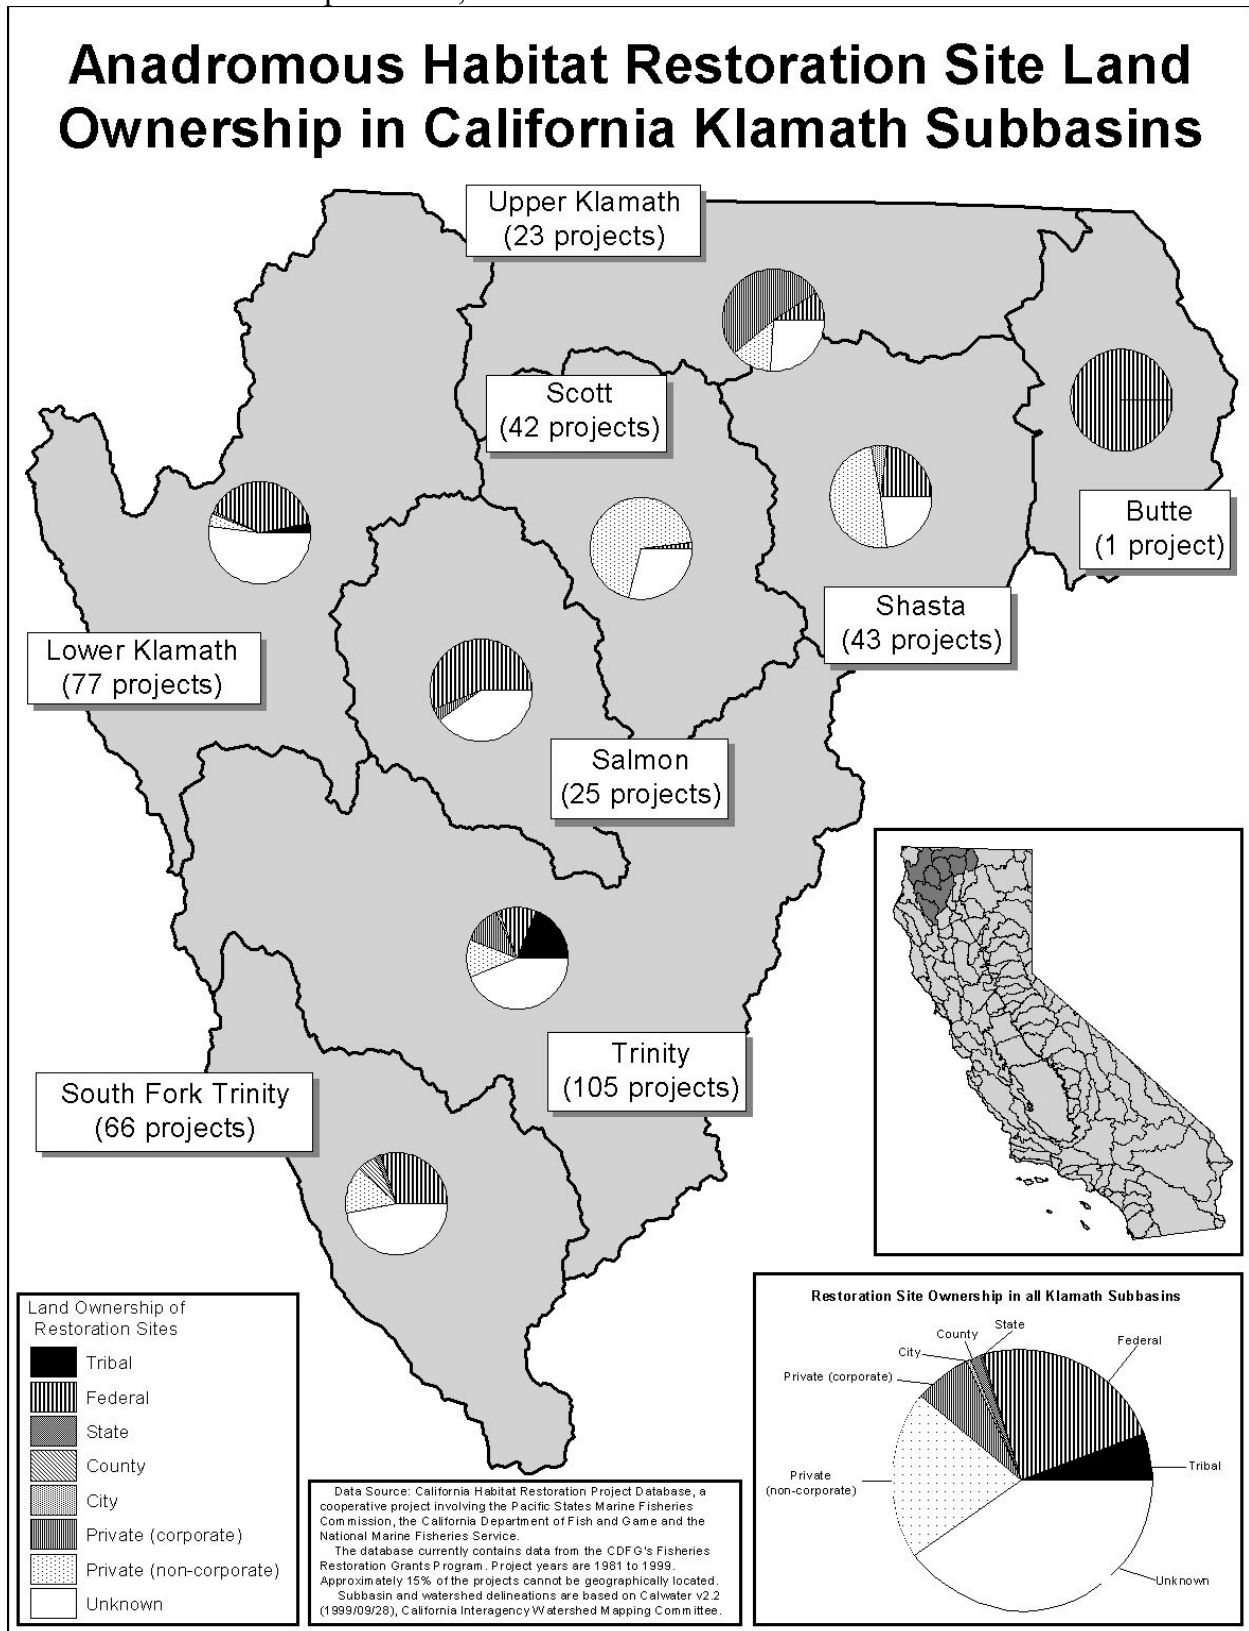 Anadromous Habitat Restoration Site Land
Ownership in California Klamath Subbasins
Upper Klamath
(23 projects)
Scott
(42 projects)
Butte
(1 project)
Shasta
(43 projects)
Lower Klamath
(77 projects)
Salmon
(25 projects)
Trinity
(105 projects)
South Fork Trinity
(66 projects)
Land Ownership of
Restoration Sites
Tribal
Federal
State
County
City
Private (corporate)
Private (non-corporate)
Unknown
Data Source: California Habitat Restoration Project Database, a
cooperative project involving the Pacific States Marine Fisheries
Commission, the California Department of Fish and Game and the
National Marine Fisheries Service.
The database currently contains data from the CDFG's Fisheries
Restoration Grants Program. Project years are 1981 to 1999.
Approximately 15% of the projects cannot be geographically located.
Subbasin and watershed delineations are based on Calwater v2.2
(1999/09/28), California Interagency Watershed Mapping Committee.
Restoration Site Ownership in all Klamath Subbasins
State
County
City
Federal
Private (corporate)
Private
(non-corporate)
Tribal
Unknown